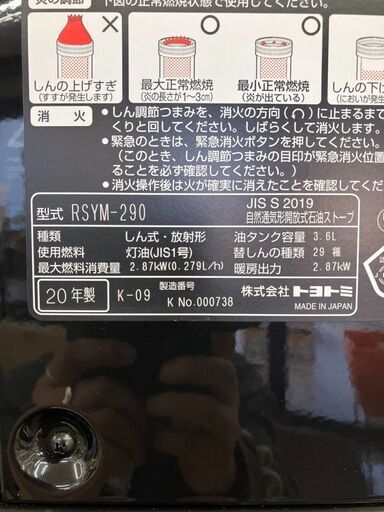 炎の調節
下図の正常燃焼状態で使用してください。
しんの上げすぎ
(すすが発生します)
最大正常燃焼
(炎の長さが1〜3cm)
最小正常燃焼
(炎が出ている)
しんの下げ
(においが発
消火
●しん調節つまみを、消火の方向(∩)に止まるまで
くりと回してください。しばらくして消火します。
●緊急のときは、緊急消火ボタンを押してください。
(このとき、しん調節つまみの目印が緊急消火位置
ることを必ず確認してください。)
●消火操作後は火が確実に消えたことを確認してく
型式 RSYM-290
JIS S 2019
自然通気形開放式石油ストーブ
種類 しん式・放射形
油タンク容量 3.6L
使用燃料 灯油(JIS1号)
替しんの種類 29 種
最大燃料消費量 2.87kW(0.279L/h)
暖房出力 2.87kW
20年製 K-09
製造番号
K No.000738
株式会社トヨトミ
MADE IN JAPAN